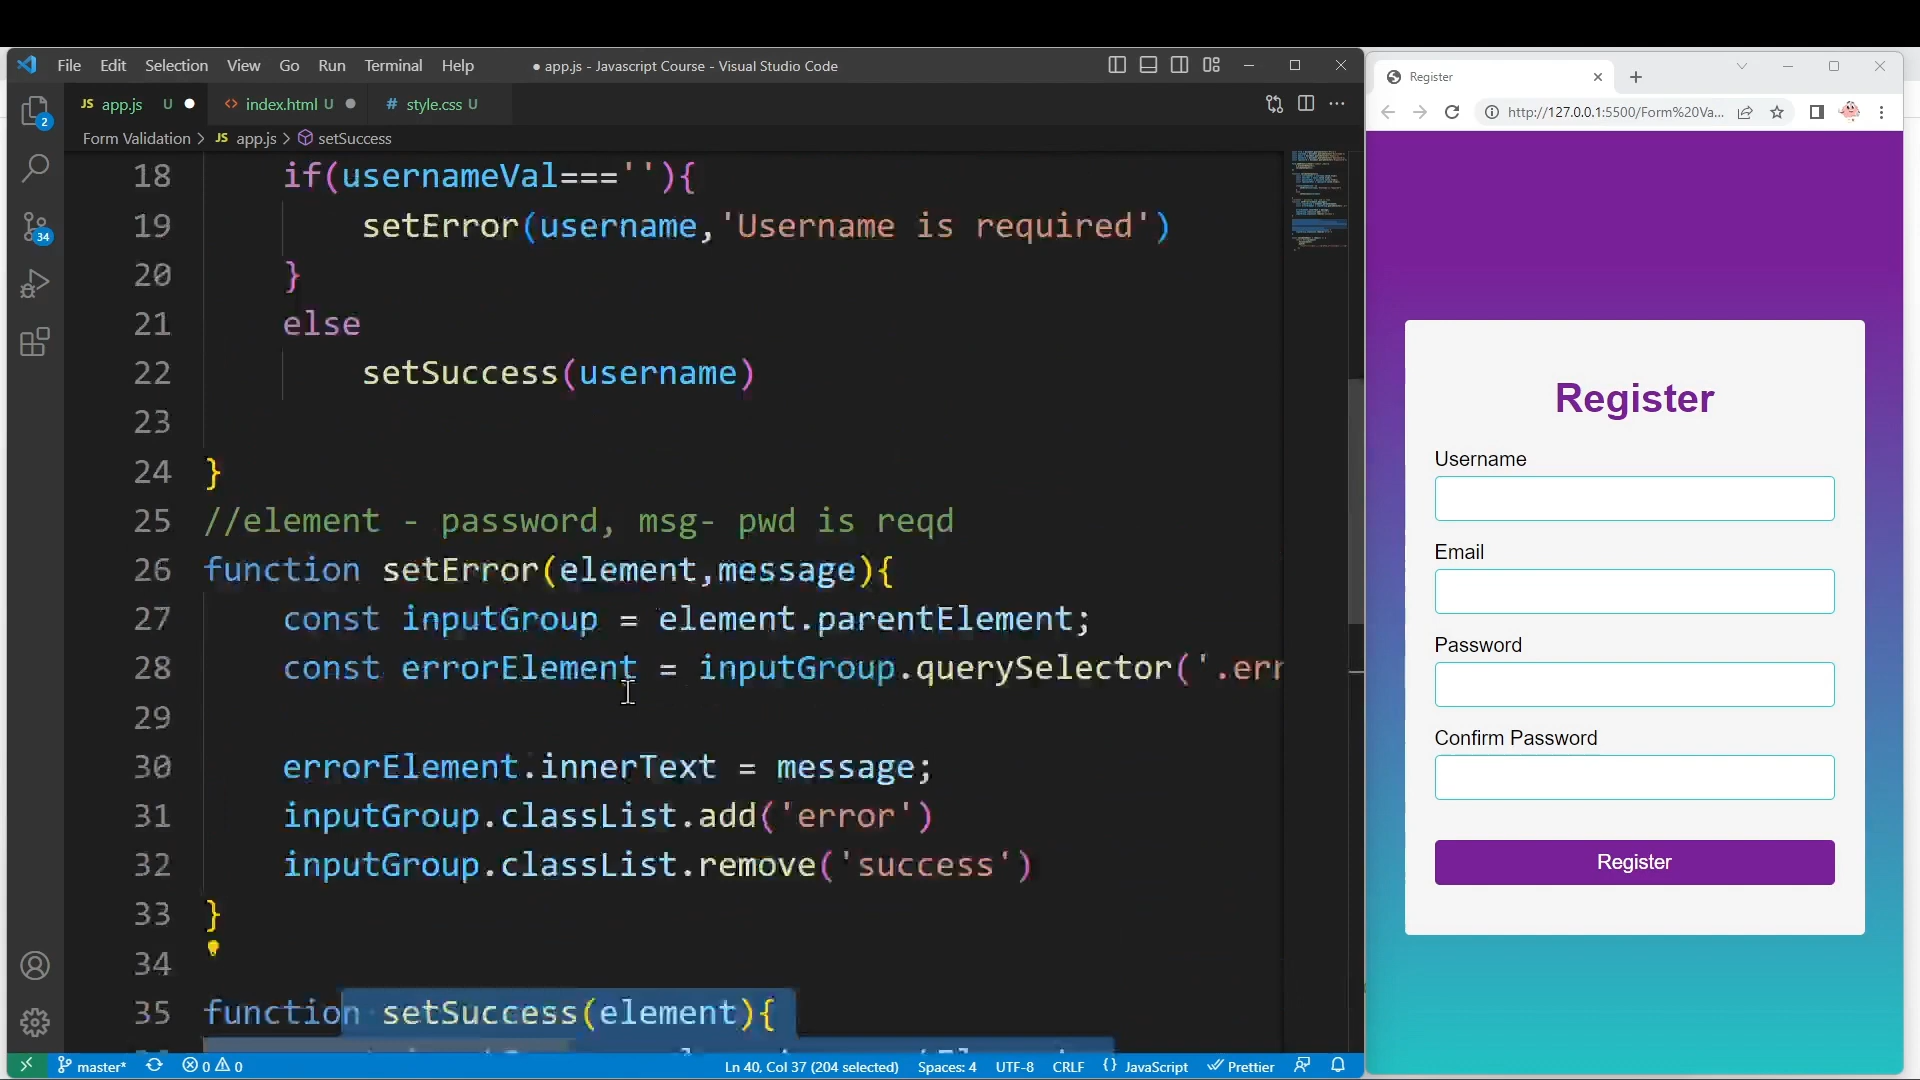 File Edit Selection View Go Run Terminal Help ● app.js - Javascript Course - Visual Studio Code
JS app.js U ● <> index.html U ● # style.css U
Form Validation > JS app.js > setSuccess
18 if(usernameVal===''){
19 setError(username,'Username is required')
20 }
21 else
22 setSuccess(username)
23
24 }
25 //element - password, msg- pwd is reqd
26 function setError(element,message){
27 const inputGroup = element.parentElement;
28 const errorElement = inputGroup.querySelector('.err
29
30 errorElement.innerText = message;
31 inputGroup.classList.add('error')
32 inputGroup.classList.remove('success')
33 }
34
35 function setSuccess(element){
2
34
master* 0 0 Ln 40, Col 37 (204 selected) Spaces: 4 UTF-8 CRLF {} JavaScript Prettier
Register
http://127.0.0.1:5500/Form%20Va...
Register
Username
Email
Password
Confirm Password
Register